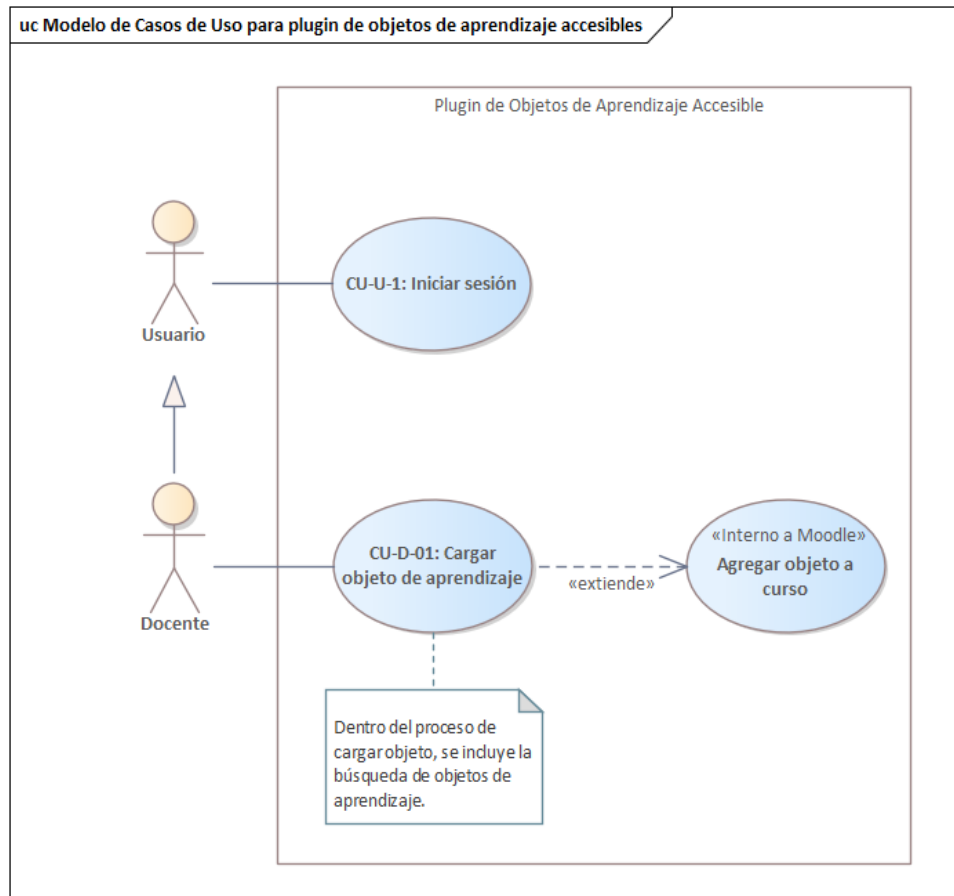 uc Modelo de Casos de Uso para plugin de objetos de aprendizaje accesibles
Plugin de Objetos de Aprendizaje Accesible
CU-U-1: Iniciar sesión
Usuario
CU-D-01: Cargar
objeto de aprendizaje
«extiende»
«Interno a Moodle»
Agregar objeto a
curso
Docente
Dentro del proceso de
cargar objeto, se incluye la
búsqueda de objetos de
aprendizaje.